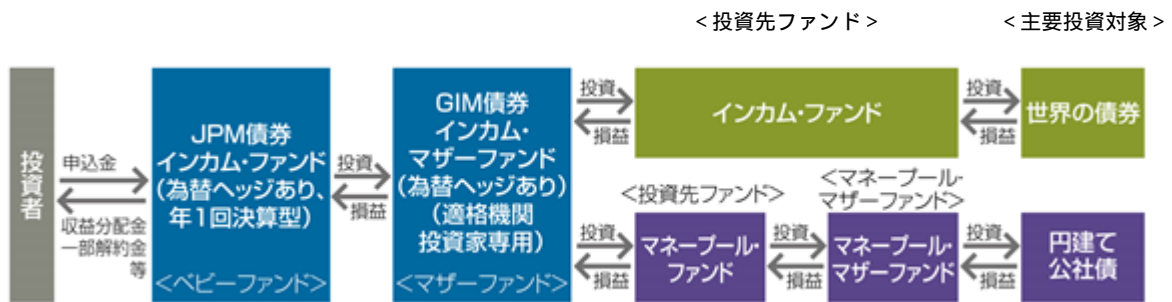 ＜投資先ファンド＞
＜主要投資対象＞
投資者
申込金
収益分配金
一部解約金
等
JPM債券
インカム・ファンド
(為替ヘッジあり、
年1回決算型)
<ベビーファンド>
投資
損益
GIM債券
インカム・
マザーファンド
(為替ヘッジあり)
(適格機関
投資家専用)
<マザーファンド>
投資
損益
インカム・ファンド
投資
損益
世界の債券
<投資先ファンド>
<マネープール・
マザーファンド>
投資
損益
マネープール・
ファンド
投資
損益
マネープール・
マザーファンド
投資
損益
円建て
公社債